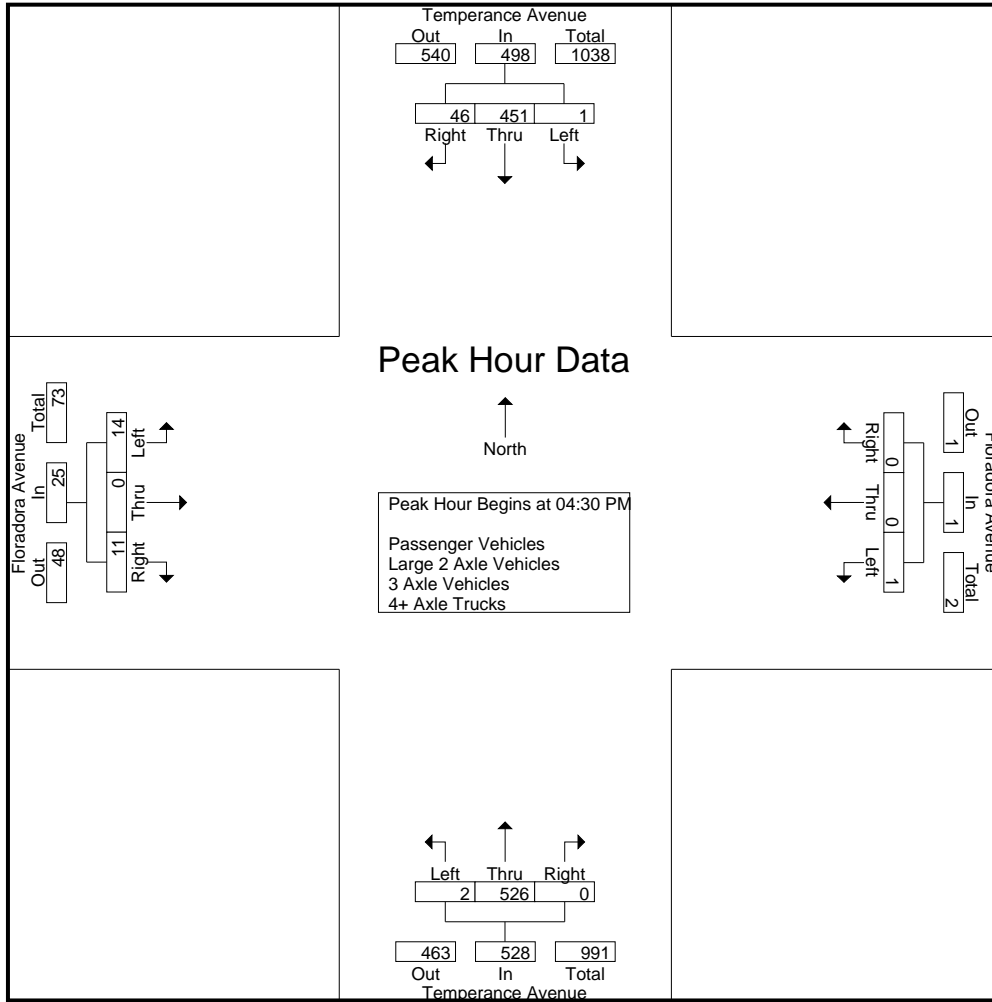 Temperance Avenue
Out In Total
540 498 1038
46 451 1
Right Thru Left
Peak Hour Data
North
Peak Hour Begins at 04:30 PM
Passenger Vehicles
Large 2 Axle Vehicles
3 Axle Vehicles
4+ Axle Trucks
Floradora Avenue
Out In Total
48 25 73
11 0 14
Right Thru Left
Floradora Avenue
Out In Total
1 1 2
0 0 1
Right Thru Left
Left Thru Right
2 526 0
463 528 991
Out In Total
Temperance Avenue